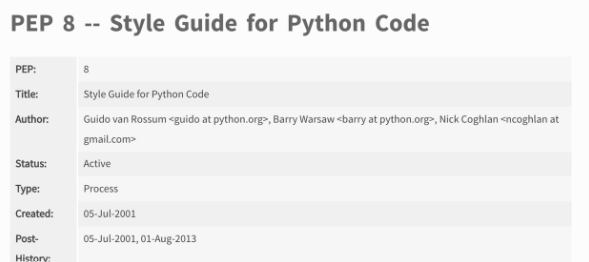 PEP 8 -- Style Guide for Python Code
PEP: 8
Title: Style Guide for Python Code
Author: Guido van Rossum <guido at python.org>, Barry Warsaw <barry at python.org>, Nick Coghlan <ncoghlan at
gmail.com>
Status: Active
Type: Process
Created: 05-Jul-2001
Post- 05-Jul-2001, 01-Aug-2013
History: